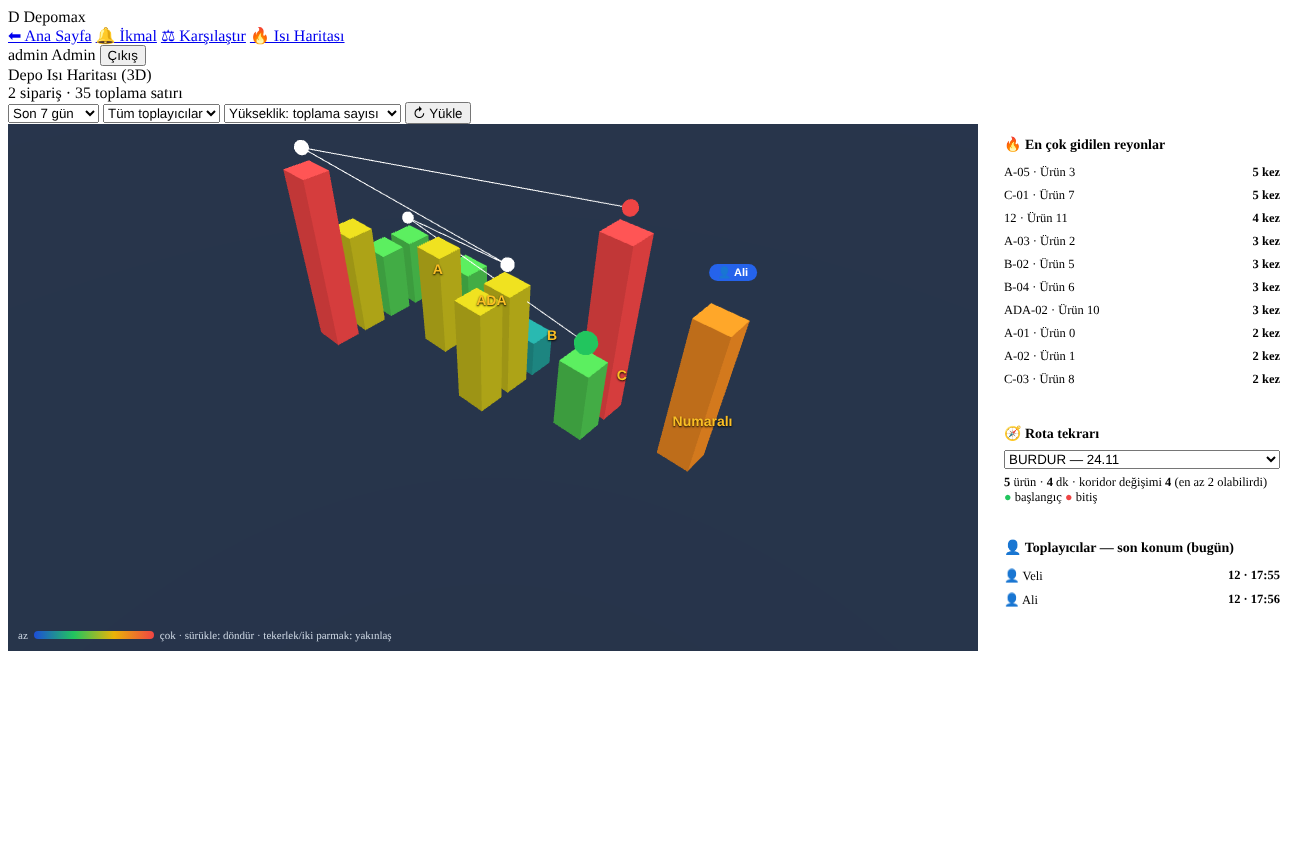 D Depomax
⬅ Ana Sayfa 🔔 İkmal ⚖ Karşılaştır 🔥 Isı Haritası
admin Admin Çıkış
Depo Isı Haritası (3D)
2 sipariş · 35 toplama satırı
Son 7 gün Tüm toplayıcılar Yükseklik: toplama sayısı ↻ Yükle
A
ADA
B
C
Numaralı
👤 Ali
az çok · sürükle: döndür · tekerlek/iki parmak: yakınlaş
🔥 En çok gidilen reyonlar
A-05 · Ürün 3 5 kez
C-01 · Ürün 7 5 kez
12 · Ürün 11 4 kez
A-03 · Ürün 2 3 kez
B-02 · Ürün 5 3 kez
B-04 · Ürün 6 3 kez
ADA-02 · Ürün 10 3 kez
A-01 · Ürün 0 2 kez
A-02 · Ürün 1 2 kez
C-03 · Ürün 8 2 kez
🧭 Rota tekrarı
BURDUR — 24.11
5 ürün · 4 dk · koridor değişimi 4 (en az 2 olabilirdi)
● başlangıç ● bitiş
👤 Toplayıcılar — son konum (bugün)
👤 Veli 12 · 17:55
👤 Ali 12 · 17:56